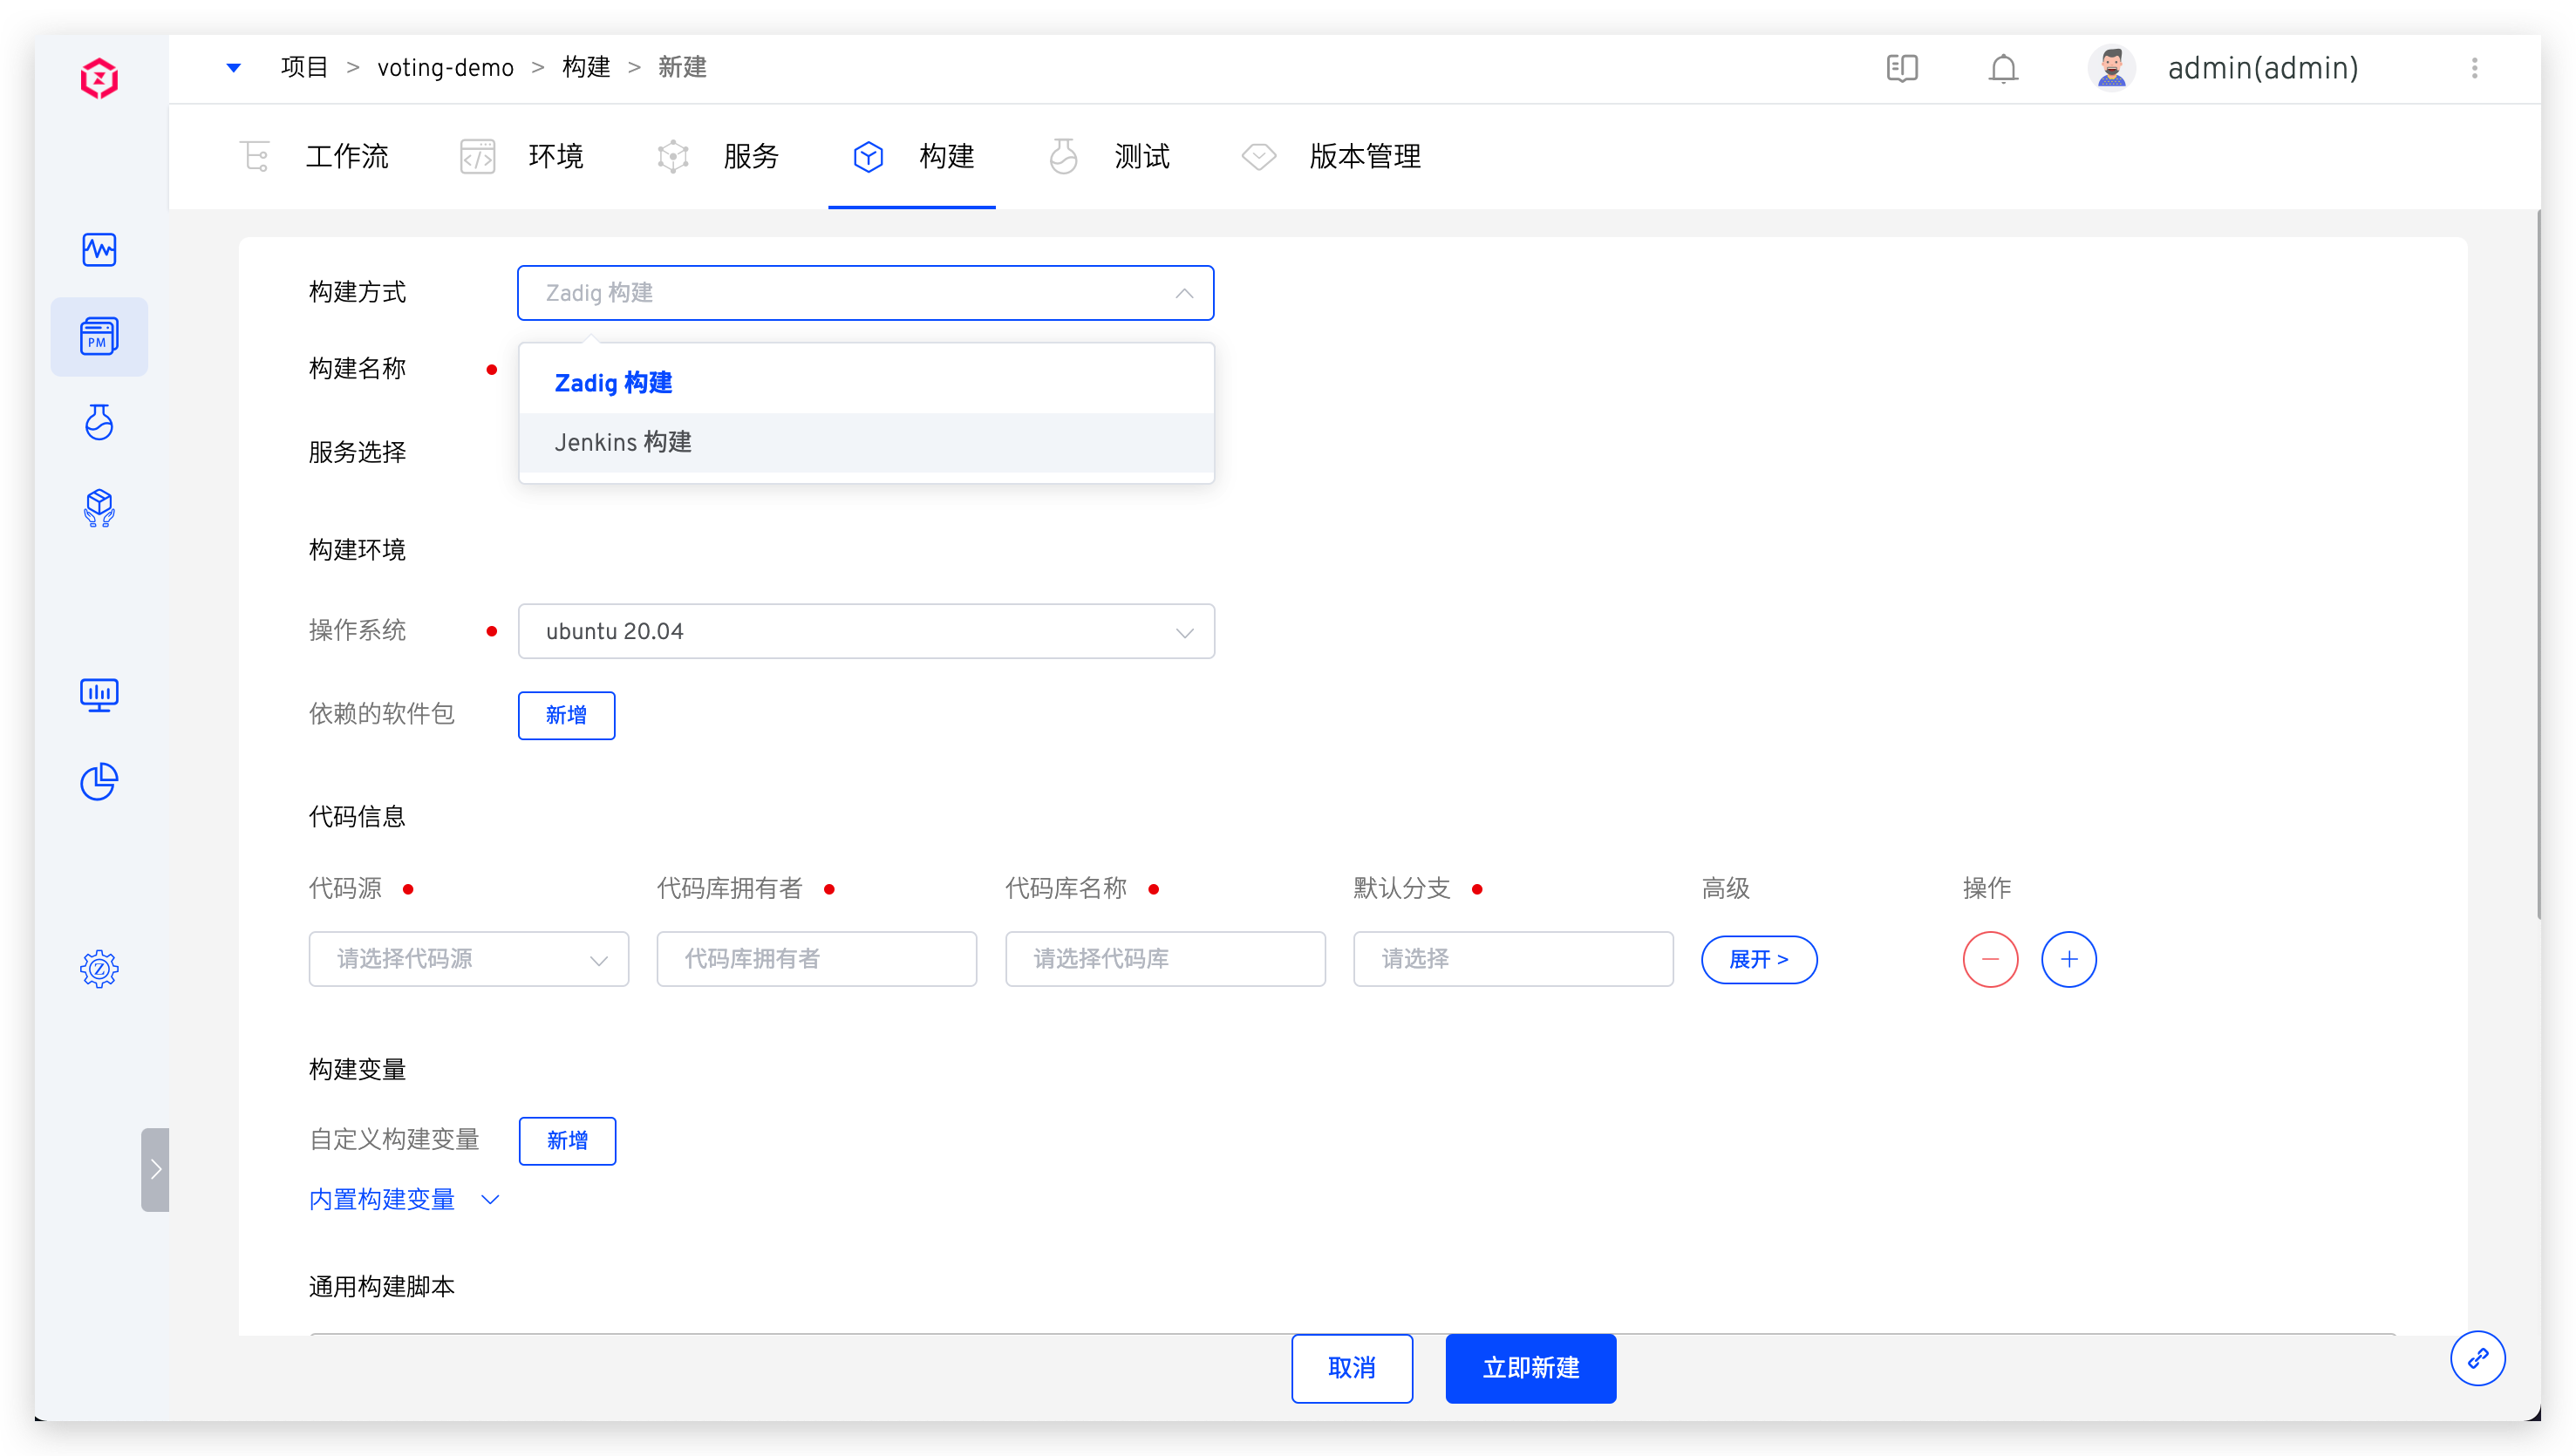 项目 > voting-demo > 构建 > 新建
admin(admin)
工作流 环境 服务 构建 测试 版本管理
PM
构建方式 Zadig 构建
构建名称
Zadig 构建
Jenkins 构建
服务选择
构建环境
操作系统 ubuntu 20.04
依赖的软件包 新增
代码信息
代码源 代码库拥有者 代码库名称 默认分支 高级 操作
请选择代码源 代码库拥有者 请选择代码库 请选择 展开 >
构建变量
自定义构建变量 新增
内置构建变量
通用构建脚本
取消 立即新建